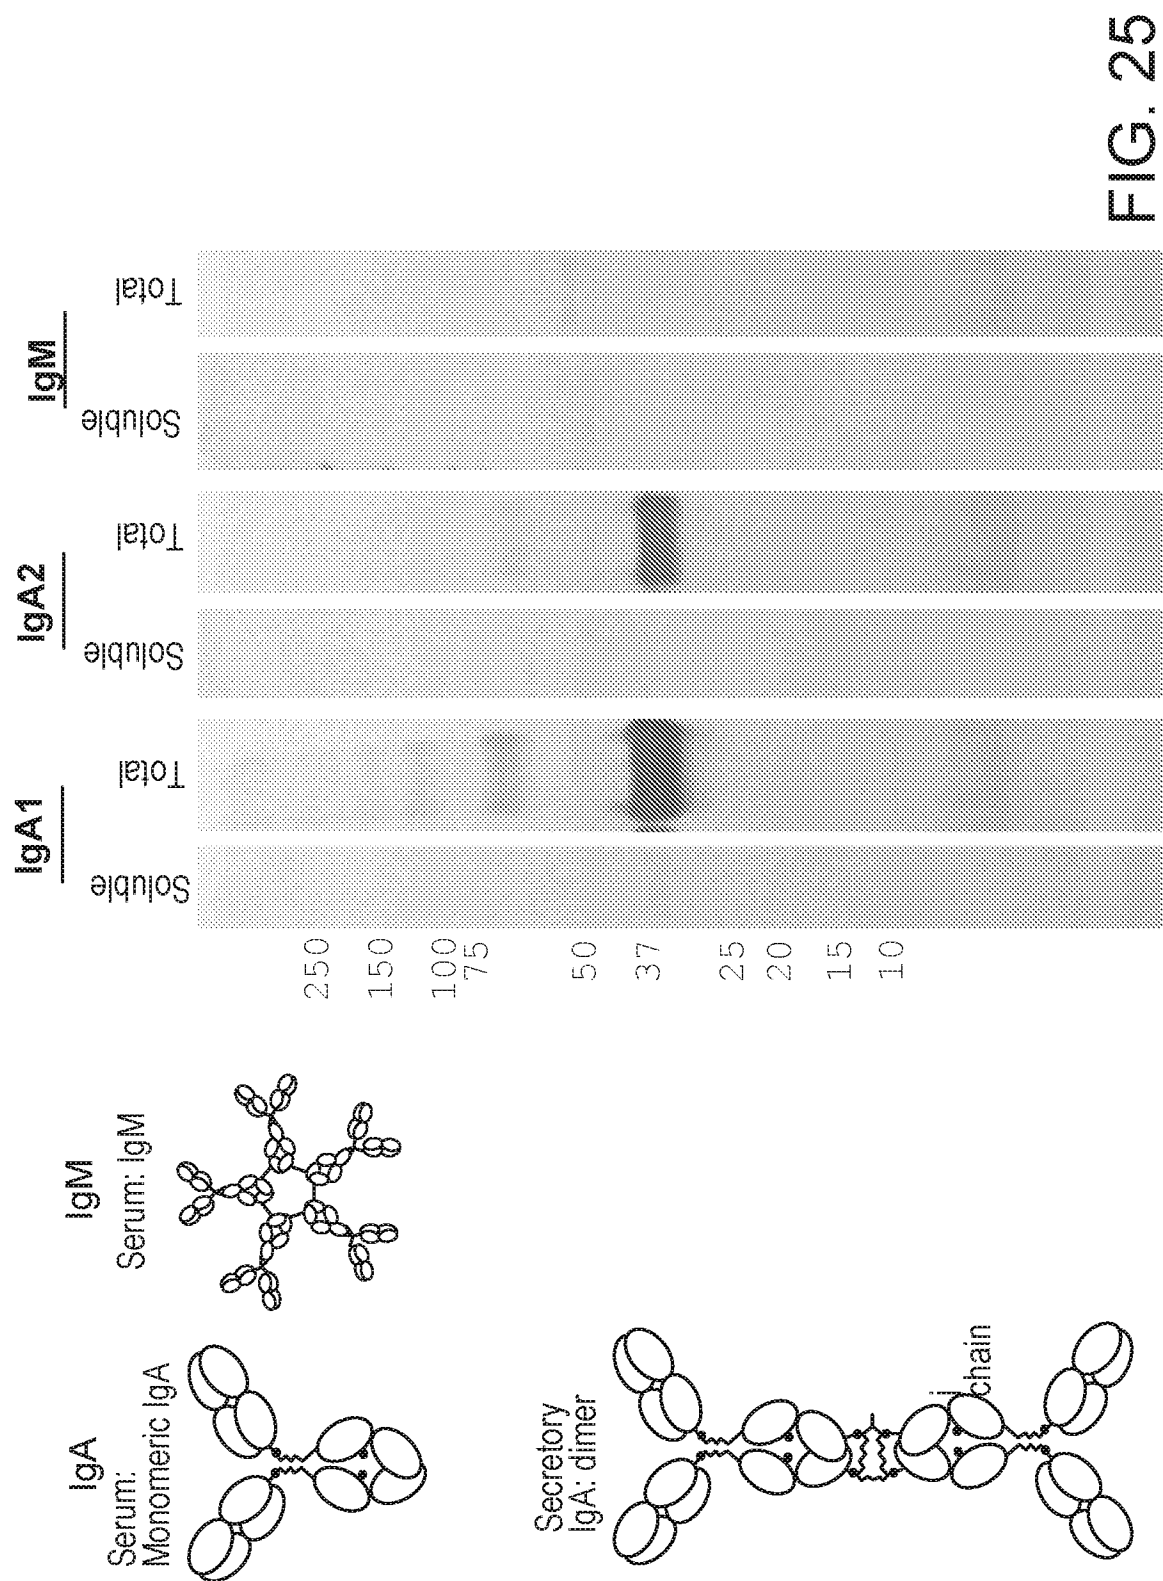 IgA
Serum:
Monomeric IgA
IgM
Serum: IgM
Secretory
IgA: dimer
j
chain
IgA1
IgA2
IgM
Soluble
Total
Soluble
Total
Soluble
Total
250
150
100
75
50
37
25
20
15
10
FIG. 25